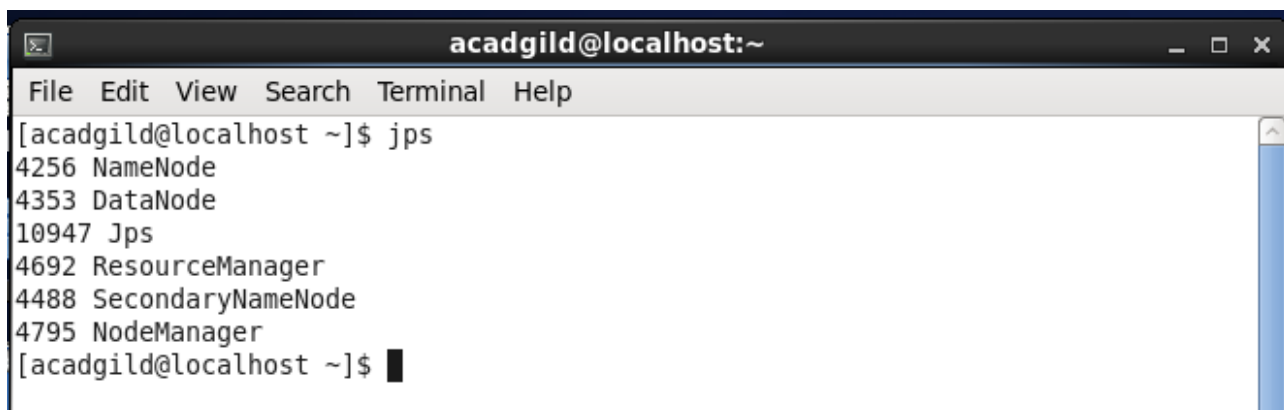 acadgild@localhost:~
File Edit View Search Terminal Help
[acadgild@localhost ~]$ jps
4256 NameNode
4353 DataNode
10947 Jps
4692 ResourceManager
4488 SecondaryNameNode
4795 NodeManager
[acadgild@localhost ~]$